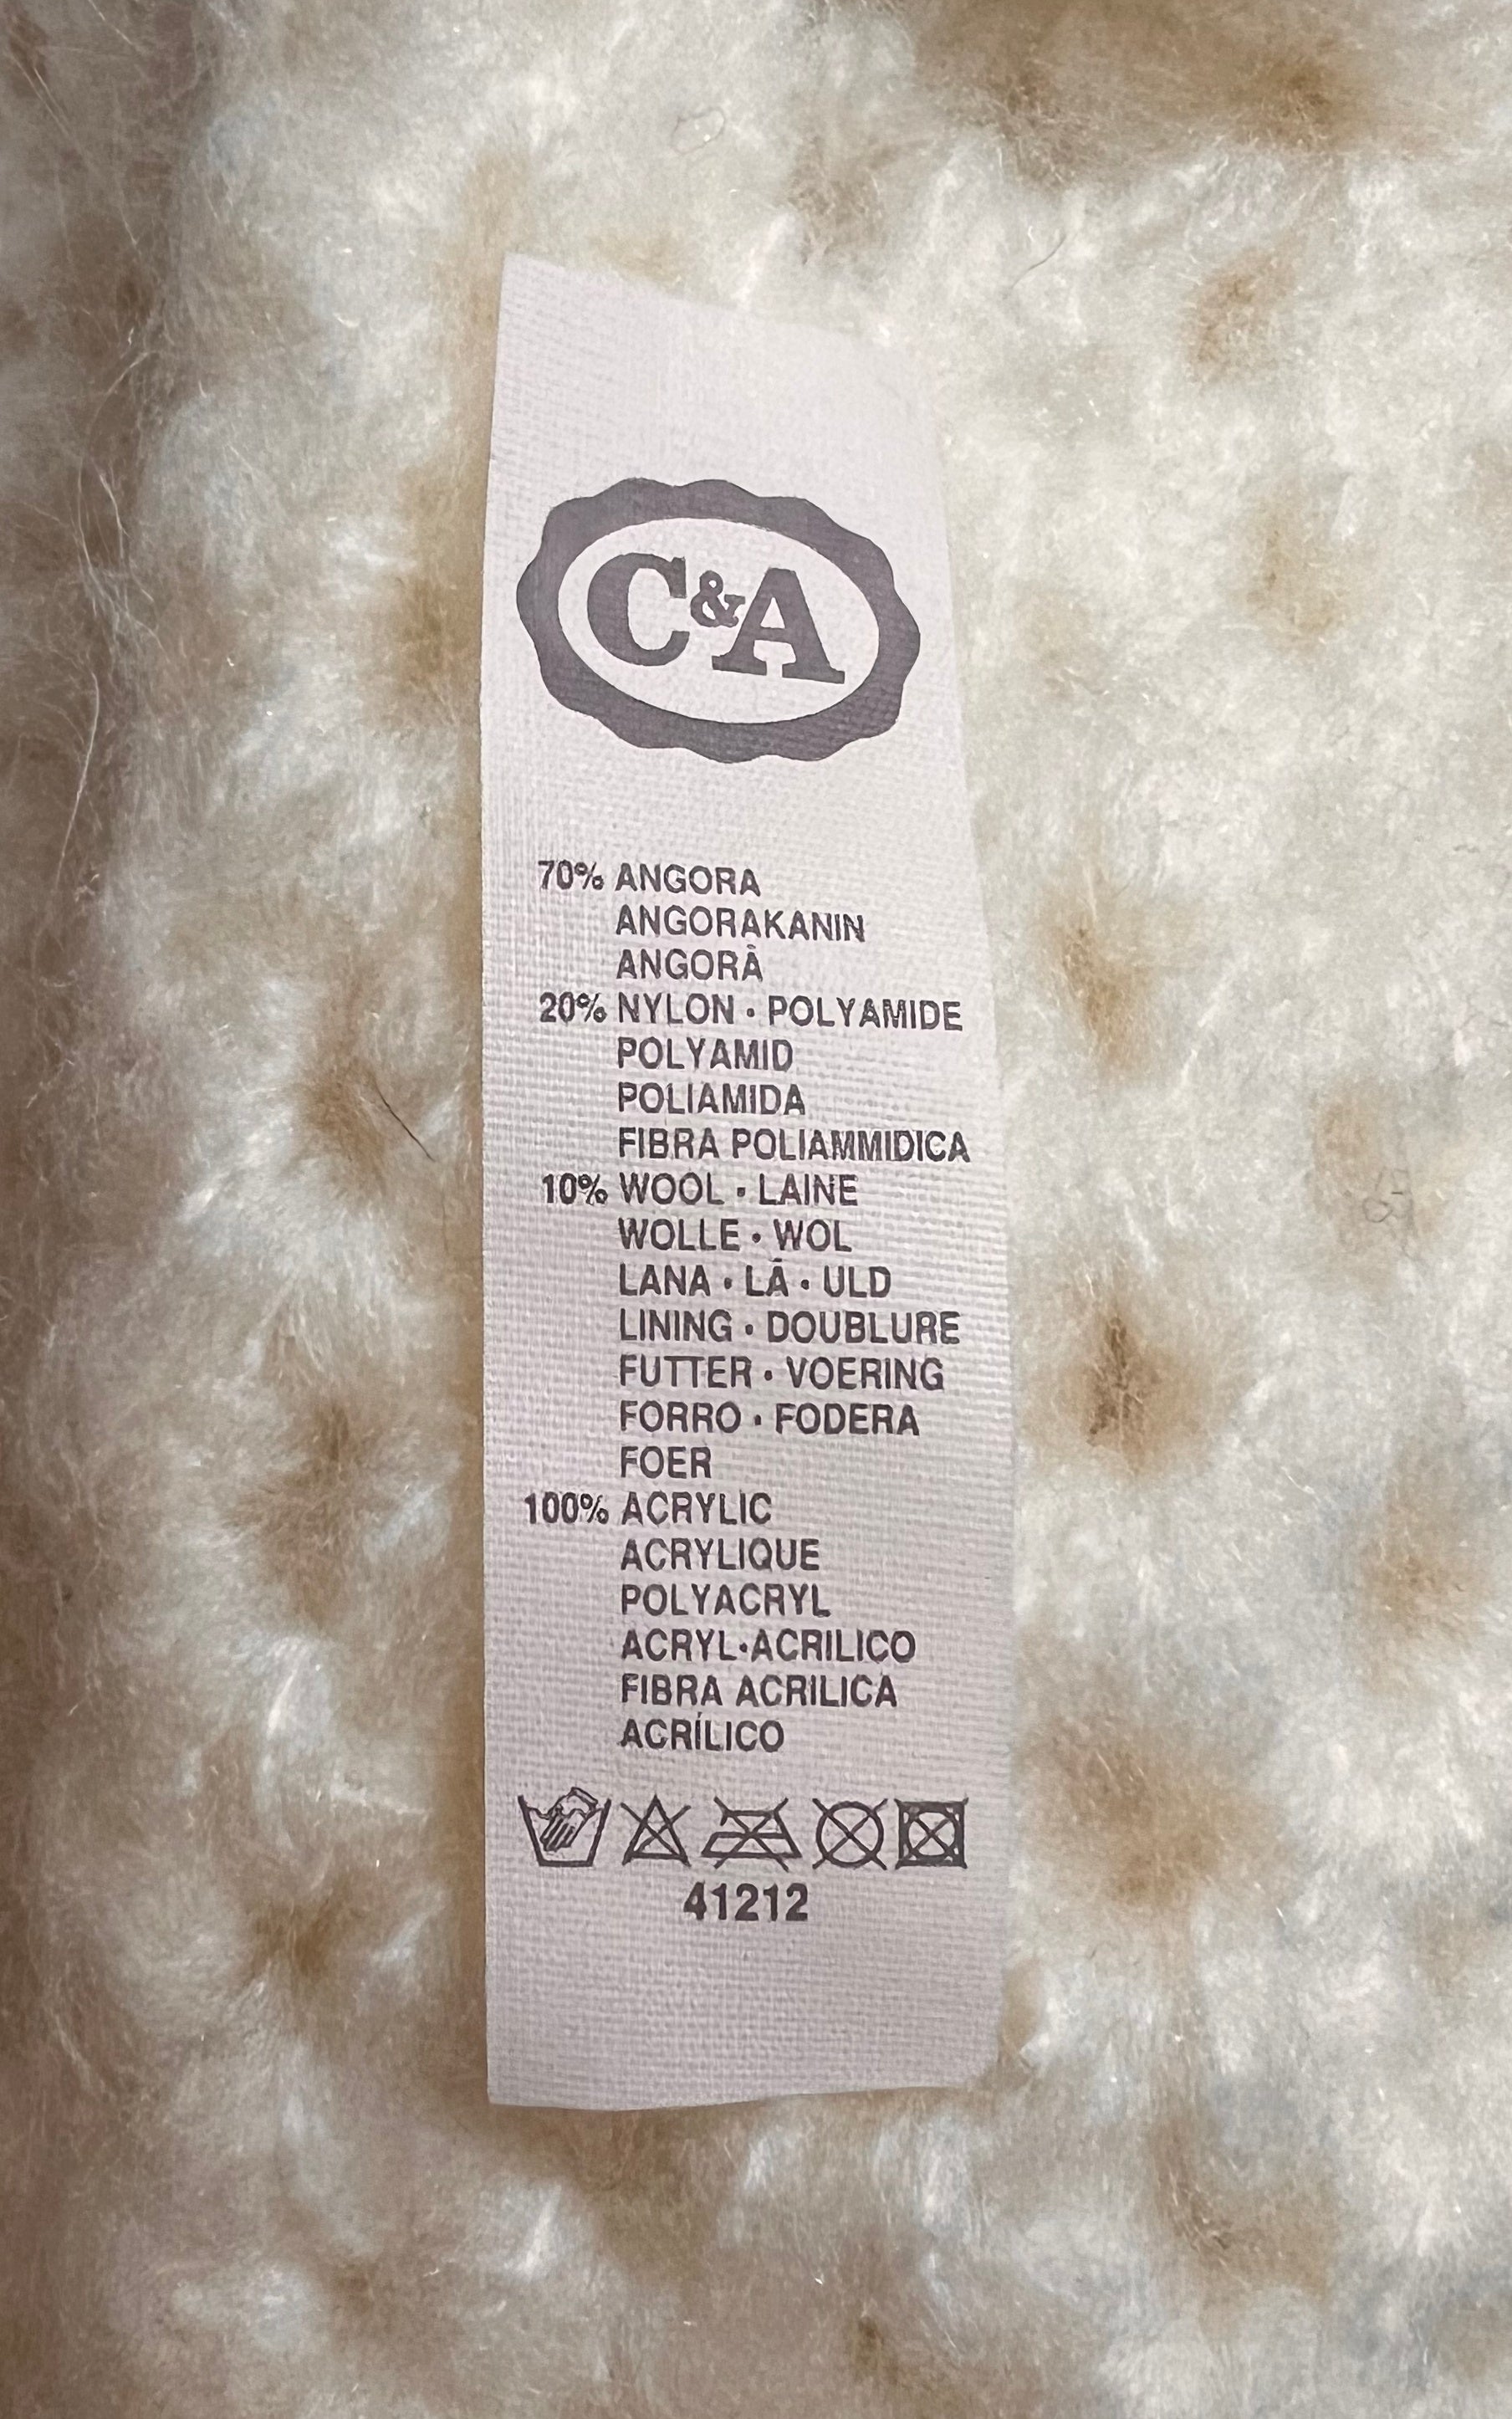 C&A
70% ANGORA
ANGORAKANIN
ANGORÀ
20% NYLON • POLYAMIDE
POLYAMID
POLIAMIDA
FIBRA POLIAMMIDICA
10% WOOL • LAINE
WOLLE • WOL
LANA • LÃ • ULD
LINING • DOUBLURE
FUTTER • VOERING
FORRO • FODERA
FOER
100% ACRYLIC
ACRYLIQUE
POLYACRYL
ACRYL•ACRILICO
FIBRA ACRILICA
ACRÍLICO
41212